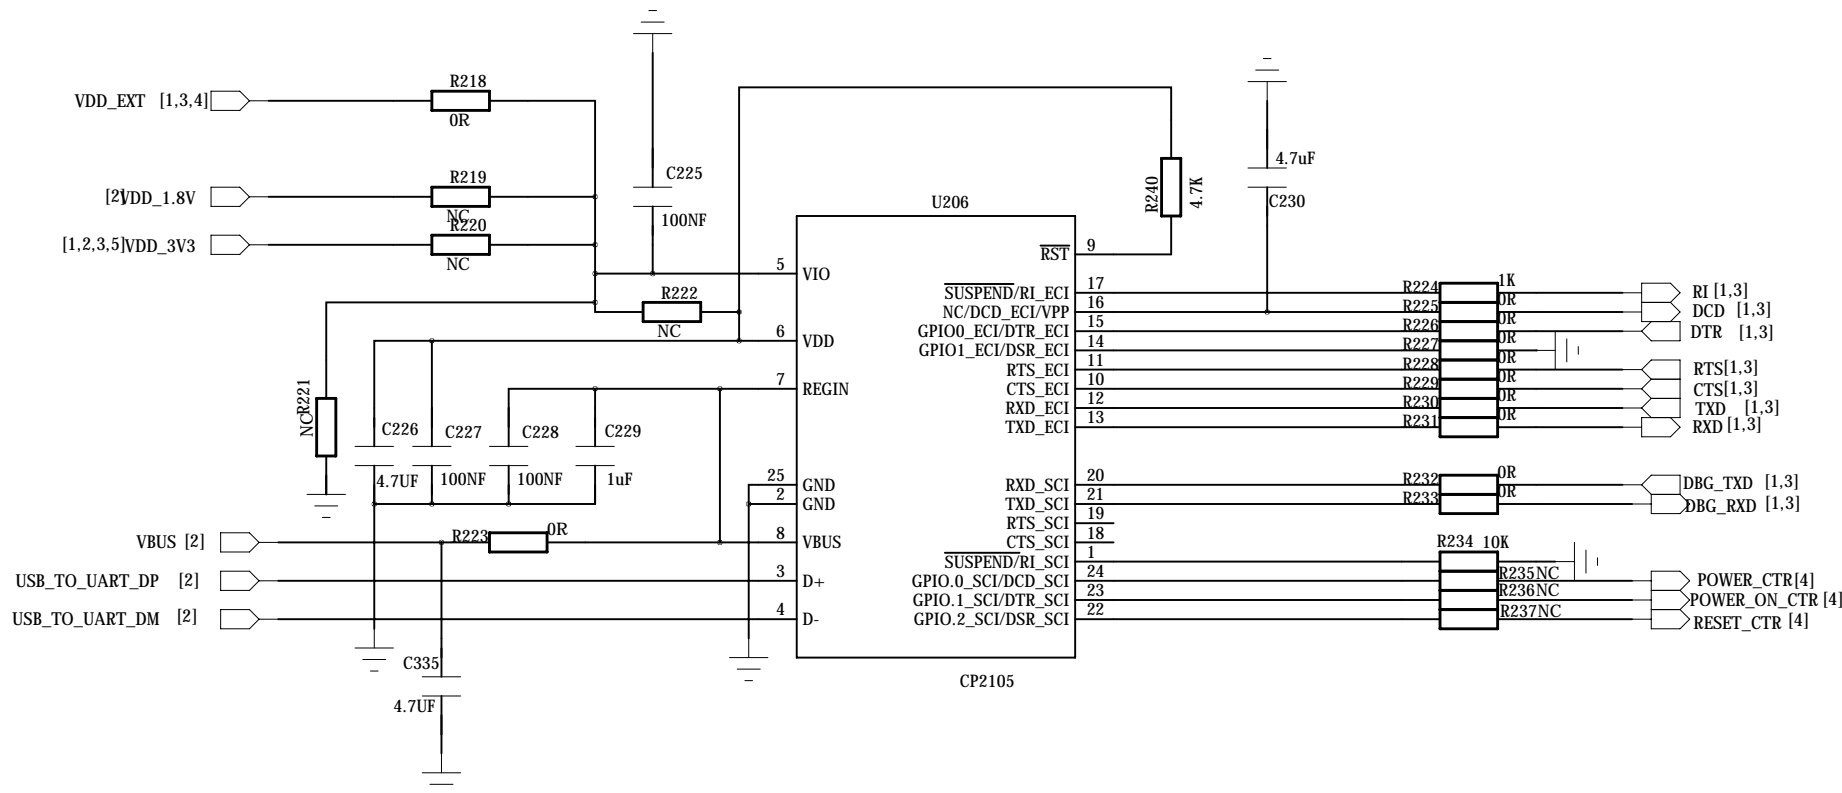 VDD_EXT [1,3,4]
R218
0R
[2]VDD_1.8V
R219
NC
[1,2,3,5]VDD_3V3
R220
NC
C225
100NF
R222
NC
R221
NC
C226
4.7UF
C227
100NF
C228
100NF
C229
1uF
VBUS [2]
R223
0R
USB_TO_UART_DP [2]
USB_TO_UART_DM [2]
C335
4.7UF
U206
CP2105
5 VIO
6 VDD
7 REGIN
25 GND
2 GND
8 VBUS
3 D+
4 D-
RST 9
SUSPEND/RI_ECI 17
NC/DCD_ECI/VPP 16
GPIO0_ECI/DTR_ECI 15
GPIO1_ECI/DSR_ECI 14
RTS_ECI 11
CTS_ECI 10
RXD_ECI 12
TXD_ECI 13
RXD_SCI 20
TXD_SCI 21
RTS_SCI 19
CTS_SCI 18
SUSPEND/RI_SCI 1
GPIO.0_SCI/DCD_SCI 24
GPIO.1_SCI/DTR_SCI 23
GPIO.2_SCI/DSR_SCI 22
R240
4.7K
4.7uF
C230
R224 1K RI [1,3]
R225 0R DCD [1,3]
R226 0R DTR [1,3]
R227 0R
R228 0R RTS[1,3]
R229 0R CTS[1,3]
R230 0R TXD [1,3]
R231 0R RXD [1,3]
R232 0R DBG_TXD [1,3]
R233 0R DBG_RXD [1,3]
R234 10K
R235NC POWER_CTR[4]
R236NC POWER_ON_CTR [4]
R237NC RESET_CTR [4]